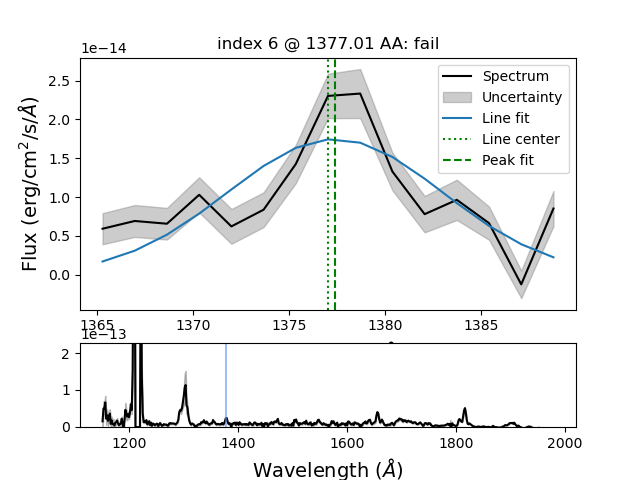 index 6 @ 1377.01 AA: fail
1e−14
Flux (erg/cm²/s/Å)
2.5
2.0
1.5
1.0
0.5
0.0
Spectrum
Uncertainty
Line fit
Line center
Peak fit
1365 1370 1375 1380 1385
1e−13
2
1
0
1200 1400 1600 1800 2000
Wavelength (Å)